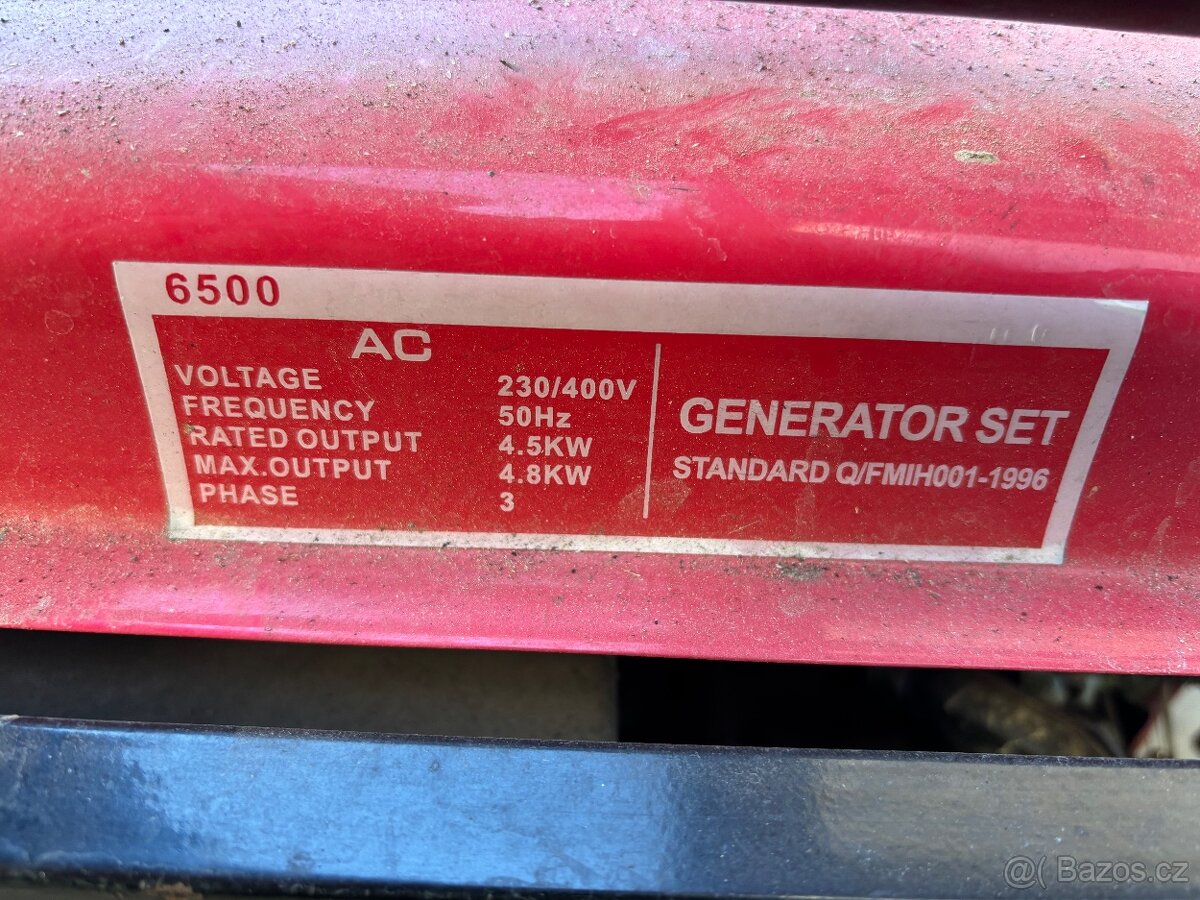 6500
AC
VOLTAGE 230/400V
FREQUENCY 50Hz
RATED OUTPUT 4.5KW
MAX.OUTPUT 4.8KW
PHASE 3
GENERATOR SET
STANDARD Q/FMIH001-1996
@( Bazos.cz